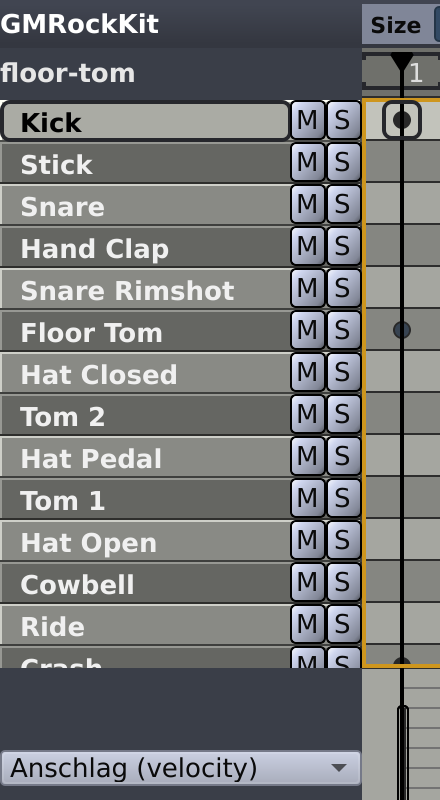 GMRockKit
Size
floor-tom
1
Kick M S
Stick M S
Snare M S
Hand Clap M S
Snare Rimshot M S
Floor Tom M S
Hat Closed M S
Tom 2 M S
Hat Pedal M S
Tom 1 M S
Hat Open M S
Cowbell M S
Ride M S
Crash M S
Anschlag (velocity)